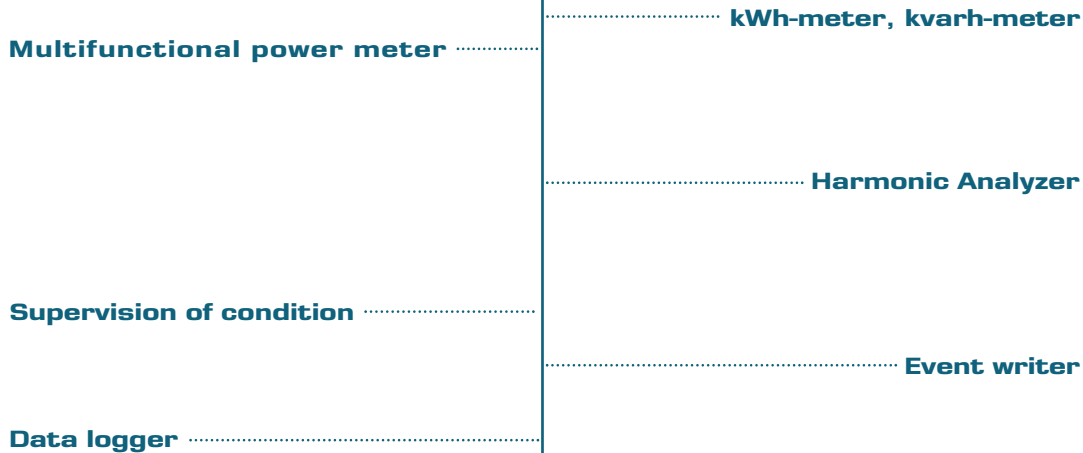 kWh-meter, kvarh-meter
Multifunctional power meter
Harmonic Analyzer
Supervision of condition
Event writer
Data logger